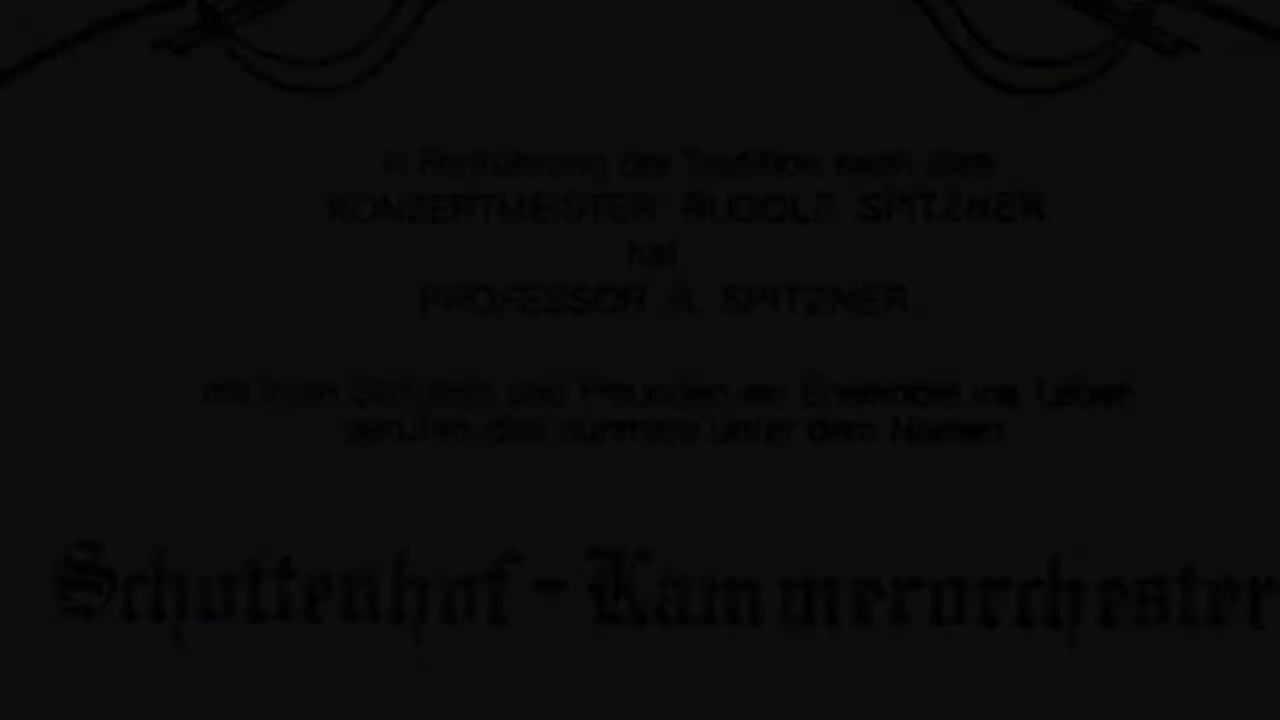 in Fortführung der Tradition nach dem
KONZERTMEISTER RUDOLF SPITZNER
hat
PROFESSOR A. SPITZNER
mit ihren Schülern und Freunden ein Ensemble ins Leben
gerufen, das nunmehr unter dem Namen
Schottenhof-Kammerorchester